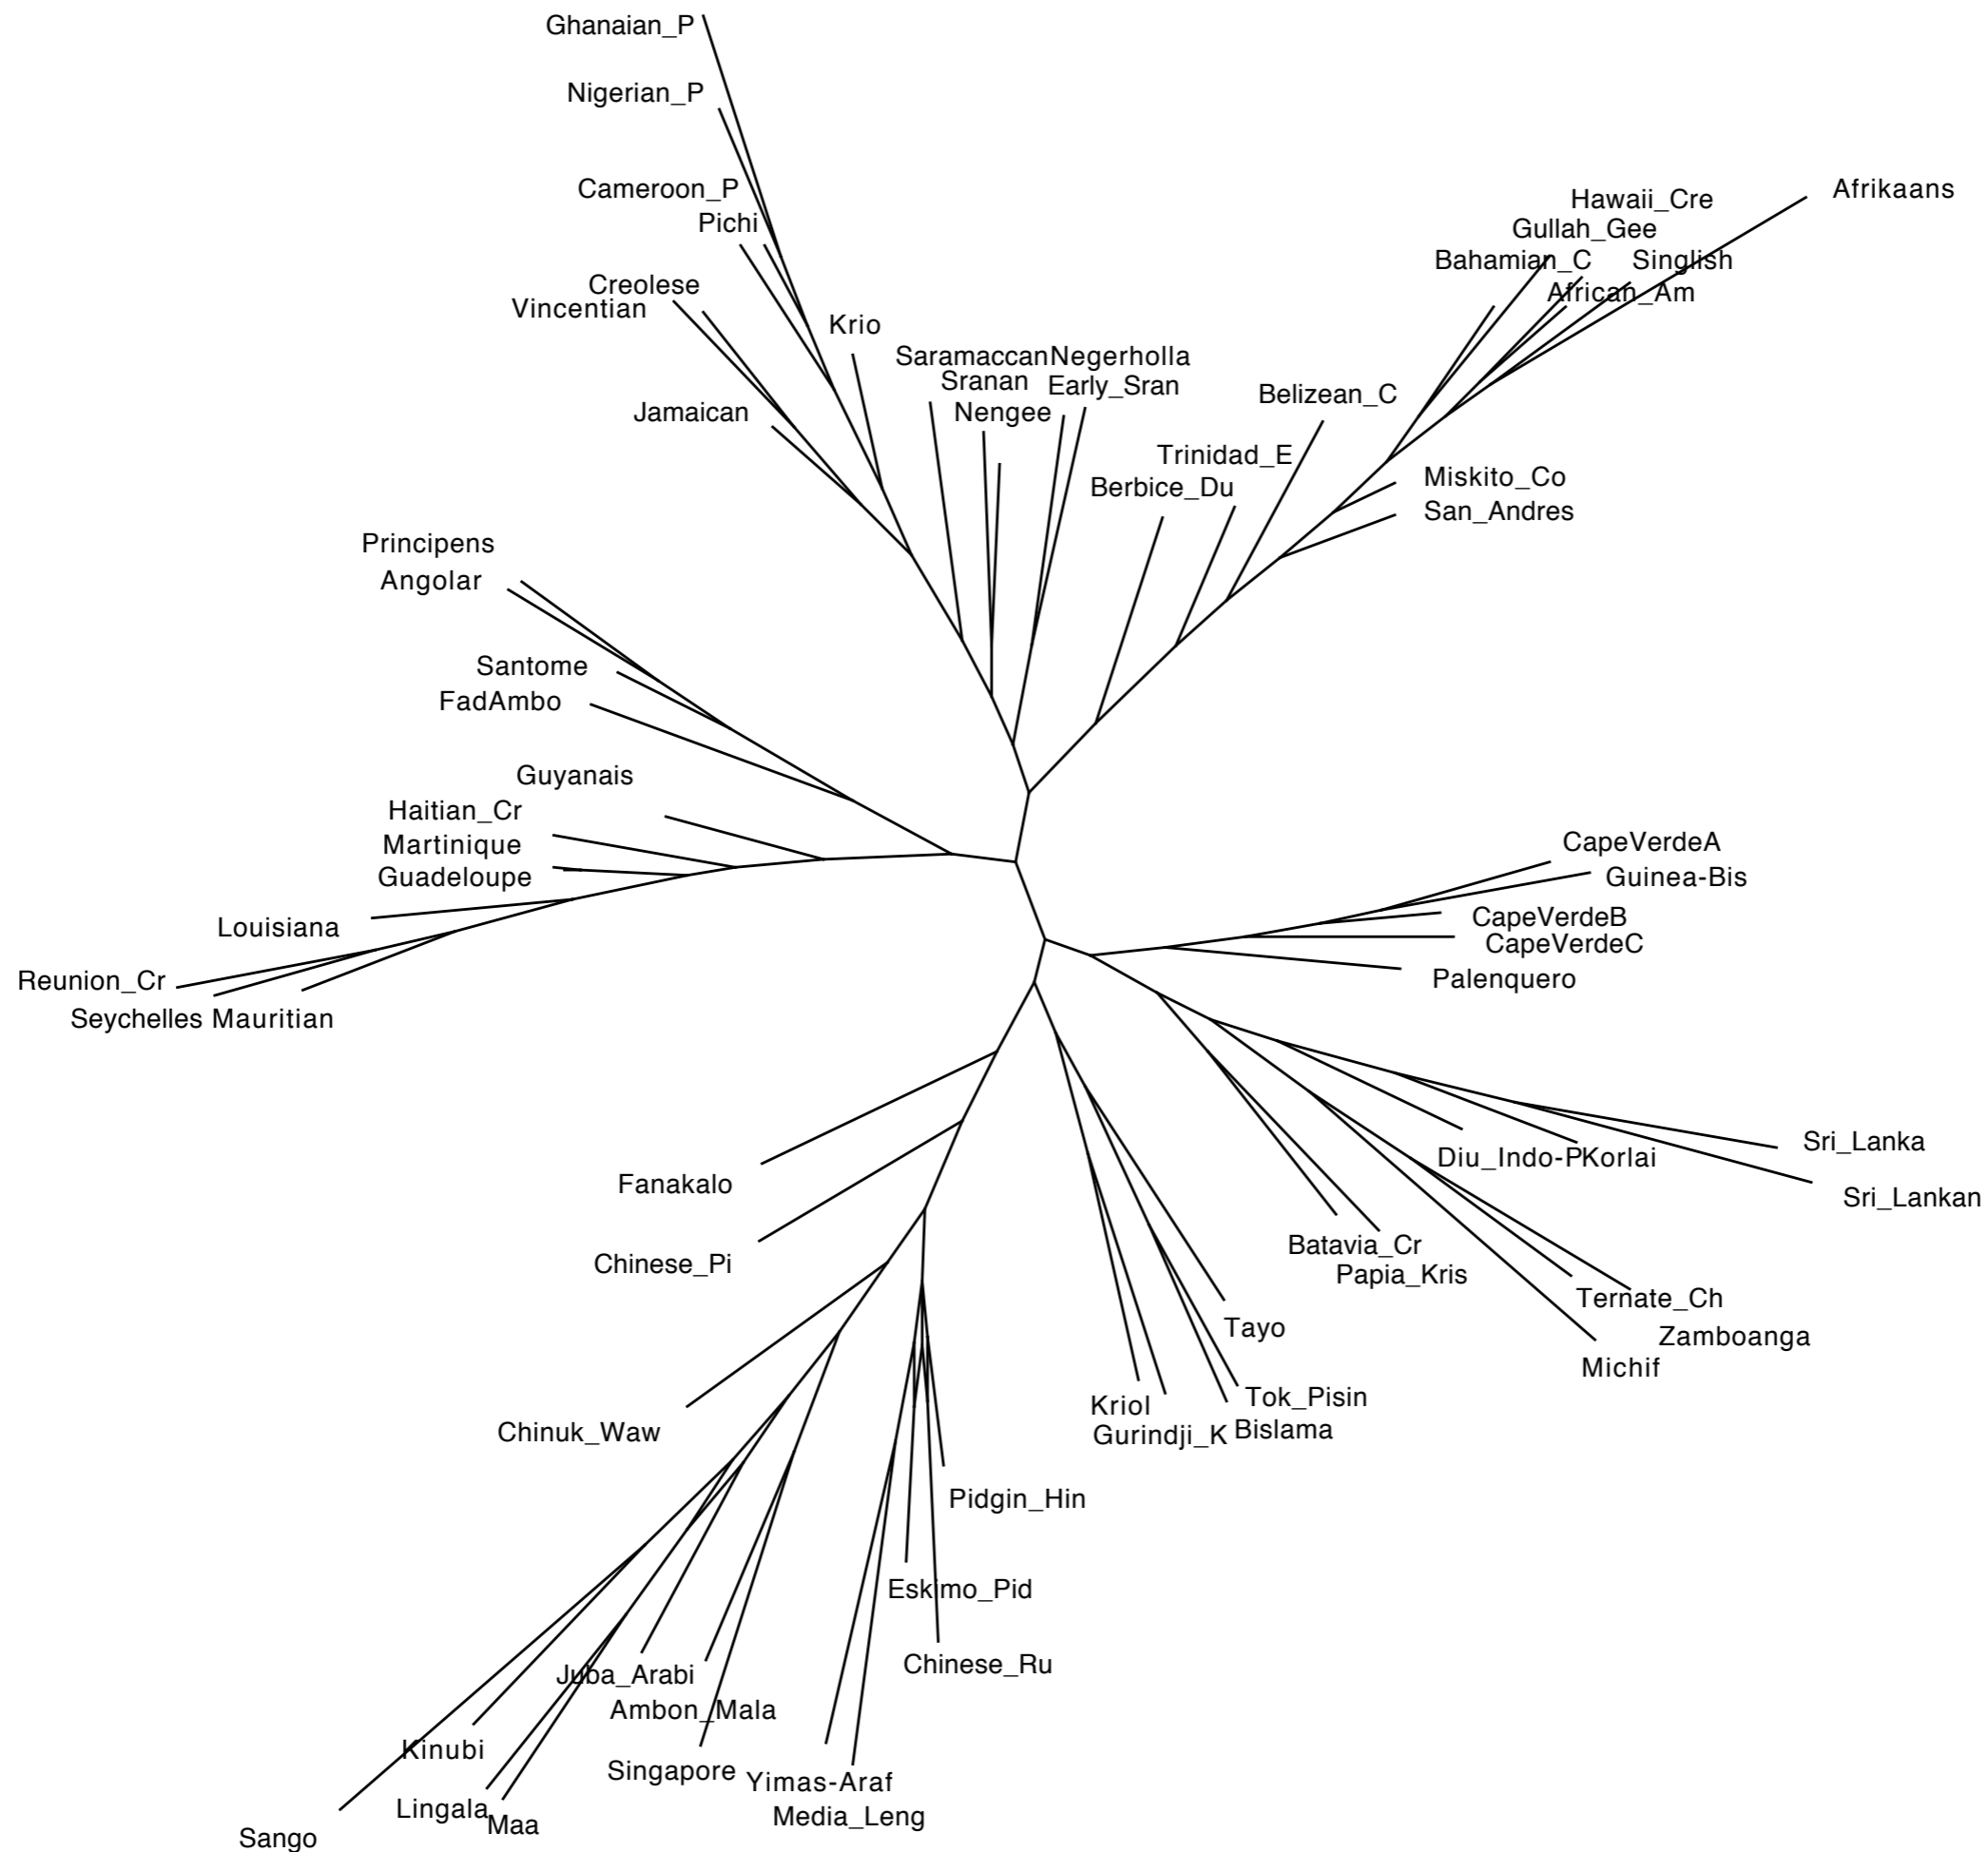 Ghanaian_P
Nigerian_P
Cameroon_P
Pichi
Creolese
Vincentian
Krio
Jamaican
SaramaccanNegerholla
Sranan Early_Sran
Nengee
Hawaii_Cre
Afrikaans
Gullah_Gee
Bahamian_C
Singlish
African_Am
Belizean_C
Trinidad_E
Berbice_Du
Miskito_Co
San_Andres
Principens
Angolar
Santome
FadAmbo
Guyanais
Haitian_Cr
Martinique
Guadeloupe
Louisiana
Reunion_Cr
Seychelles Mauritian
CapeVerdeA
Guinea-Bis
CapeVerdeB
CapeVerdeC
Palenquero
Sri_Lanka
Diu_Indo-PKorlai
Sri_Lankan
Batavia_Cr
Papia_Kris
Ternate_Ch
Zamboanga
Michif
Fanakalo
Chinese_Pi
Tayo
Tok_Pisin
Kriol
Gurindji_K Bislama
Chinuk_Waw
Pidgin_Hin
Eskimo_Pid
Chinese_Ru
Juba_Arabi
Ambon_Mala
Kinubi
Singapore Yimas-Araf
Media_Leng
Lingala
Maa
Sango